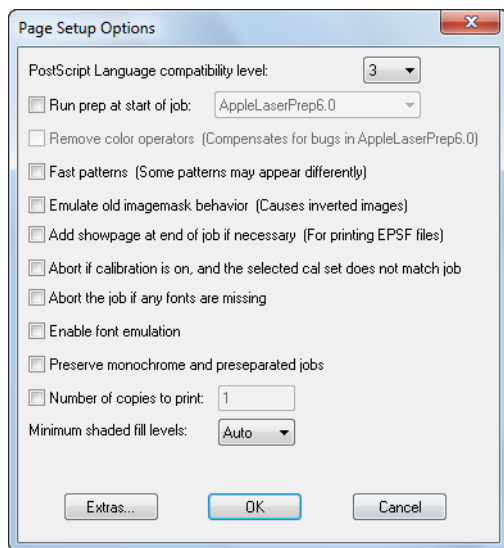 Page Setup Options
PostScript Language compatibility level: 3
Run prep at start of job: AppleLaserPrep6.0
Remove color operators (Compensates for bugs in AppleLaserPrep6.0)
Fast patterns (Some patterns may appear differently)
Emulate old imagemask behavior (Causes inverted images)
Add showpage at end of job if necessary (For printing EPSF files)
Abort if calibration is on, and the selected cal set does not match job
Abort the job if any fonts are missing
Enable font emulation
Preserve monochrome and preseparated jobs
Number of copies to print: 1
Minimum shaded fill levels: Auto
Extras... OK Cancel